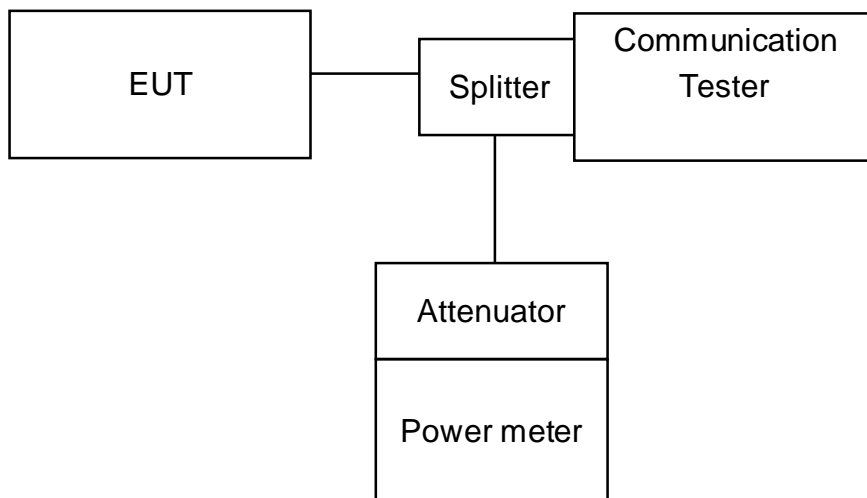 EUT
Splitter
Communication
Tester
Attenuator
Power meter